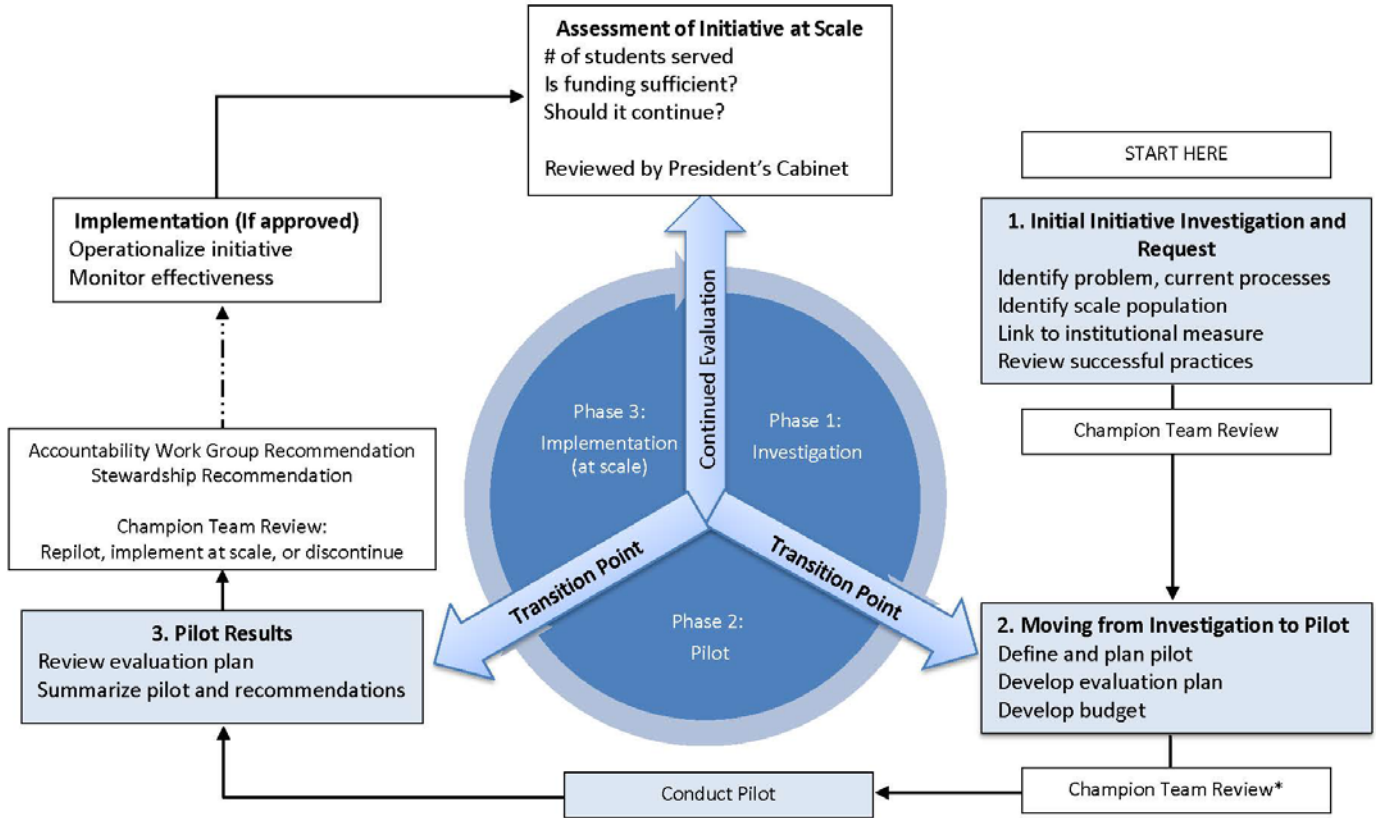 Assessment of Initiative at Scale
# of students served
Is funding sufficient?
Should it continue?
Reviewed by President's Cabinet
START HERE
1. Initial Initiative Investigation and
Request
Identify problem, current processes
Identify scale population
Link to institutional measure
Review successful practices
Champion Team Review
2. Moving from Investigation to Pilot
Define and plan pilot
Develop evaluation plan
Develop budget
Champion Team Review*
Conduct Pilot
3. Pilot Results
Review evaluation plan
Summarize pilot and recommendations
Accountability Work Group Recommendation
Stewardship Recommendation
Champion Team Review:
Repilot, implement at scale, or discontinue
Implementation (If approved)
Operationalize initiative
Monitor effectiveness
Continued Evaluation
Phase 1:
Investigation
Transition Point
Phase 2:
Pilot
Transition Point
Phase 3:
Implementation
(at scale)